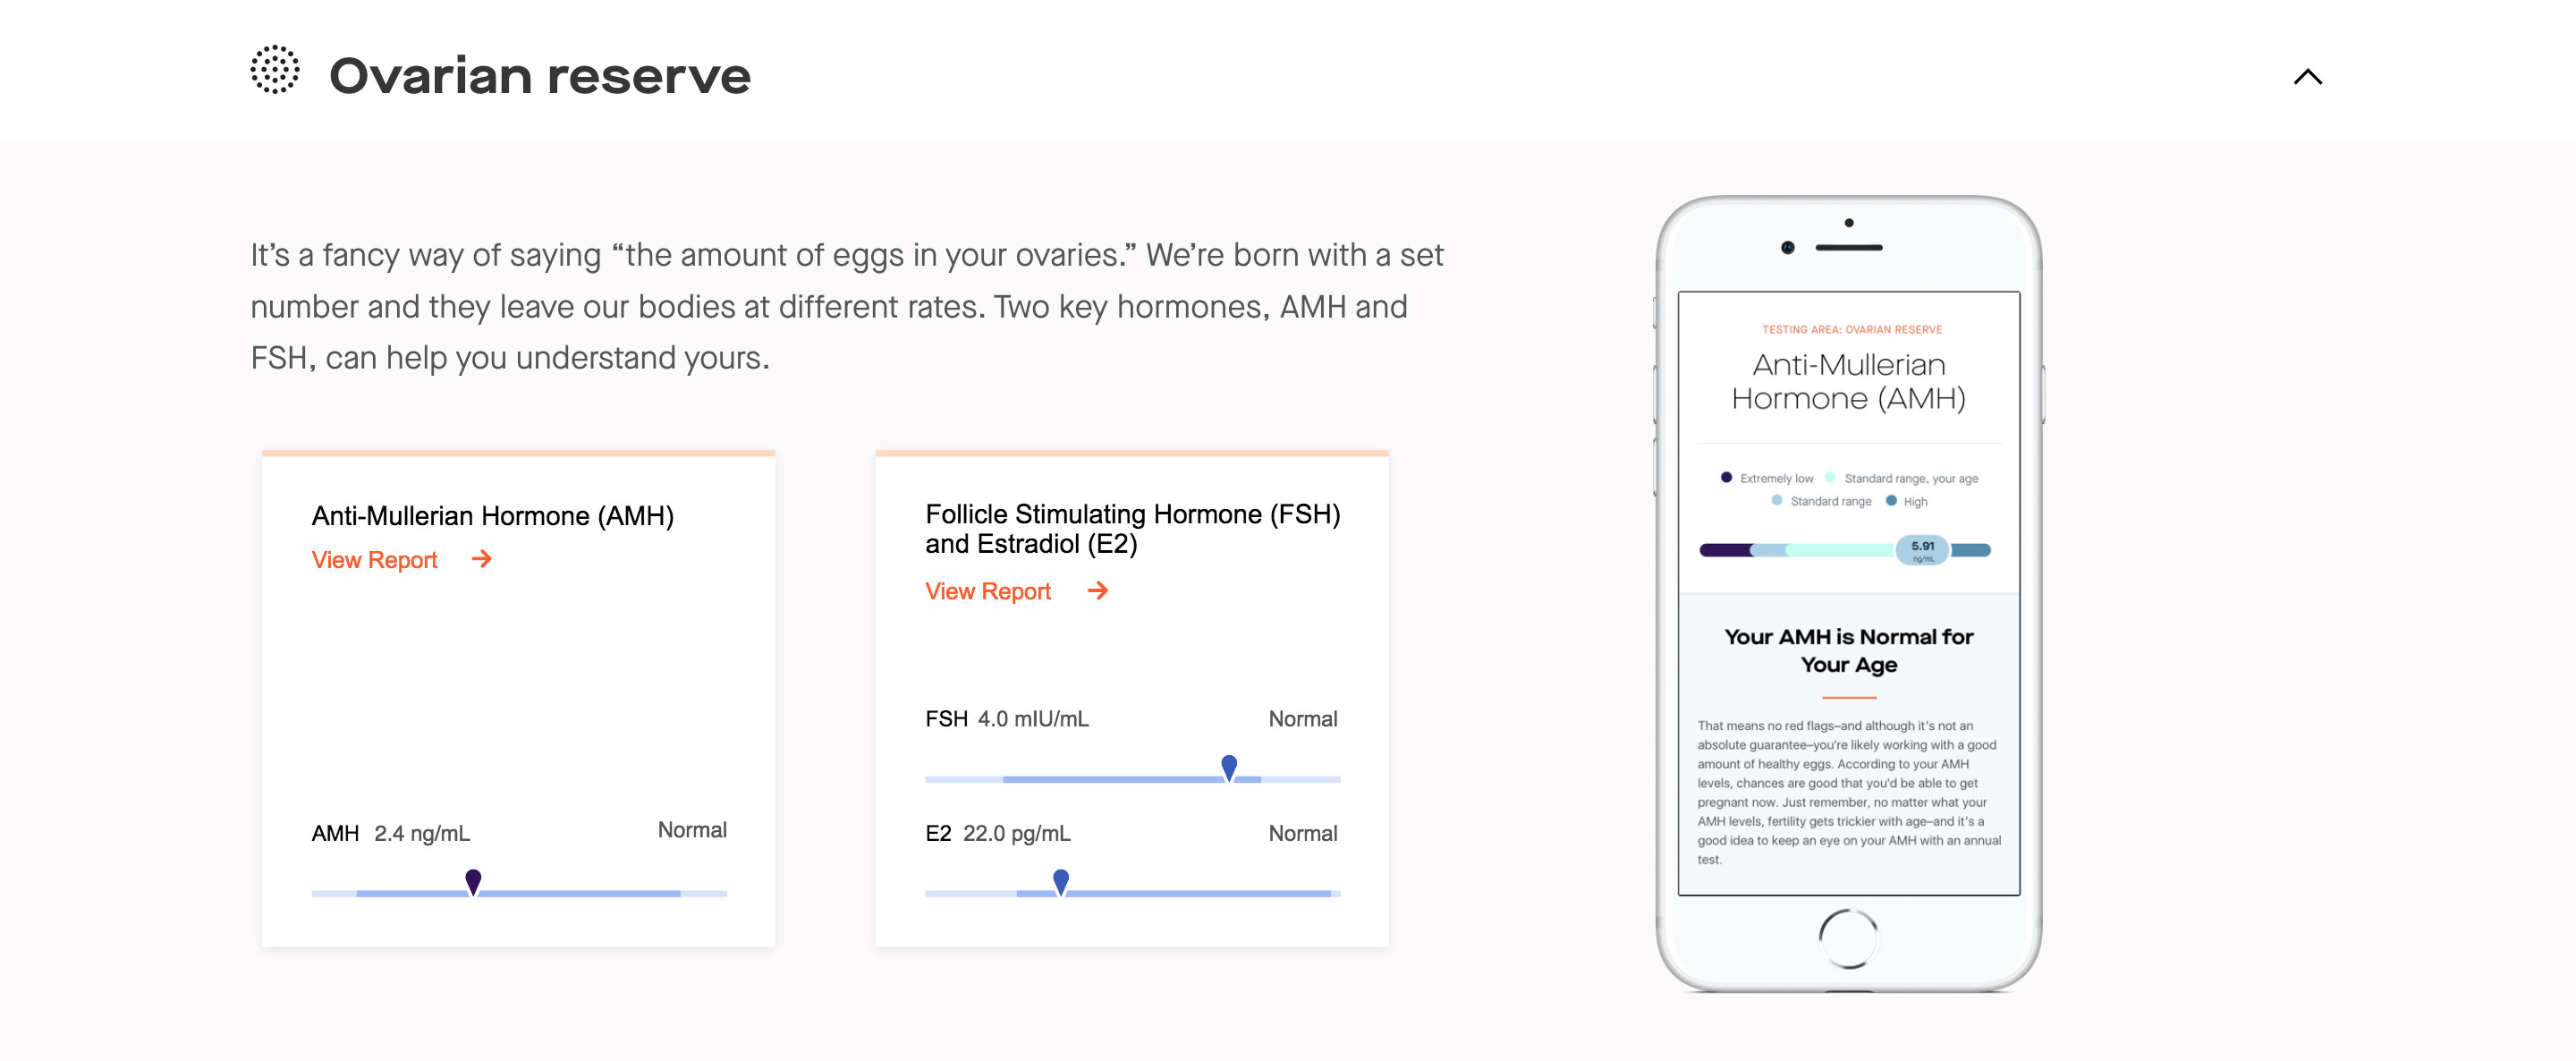 Ovarian reserve
It’s a fancy way of saying “the amount of eggs in your ovaries.” We’re born with a set
number and they leave our bodies at different rates. Two key hormones, AMH and
FSH, can help you understand yours.
Anti-Mullerian Hormone (AMH)
View Report
AMH 2.4 ng/mL Normal
Follicle Stimulating Hormone (FSH)
and Estradiol (E2)
View Report
FSH 4.0 mIU/mL Normal
E2 22.0 pg/mL Normal
TESTING AREA: OVARIAN RESERVE
Anti-Mullerian
Hormone (AMH)
Extremely low Standard range, your age
Standard range High
5.91
ng/mL
Your AMH is Normal for
Your Age
That means no red flags–and although it's not an
absolute guarantee–you're likely working with a good
amount of healthy eggs. According to your AMH
levels, chances are good that you'd be able to get
pregnant now. Just remember, no matter what your
AMH levels, fertility gets trickier with age–and it's a
good idea to keep an eye on your AMH with an annual
test.